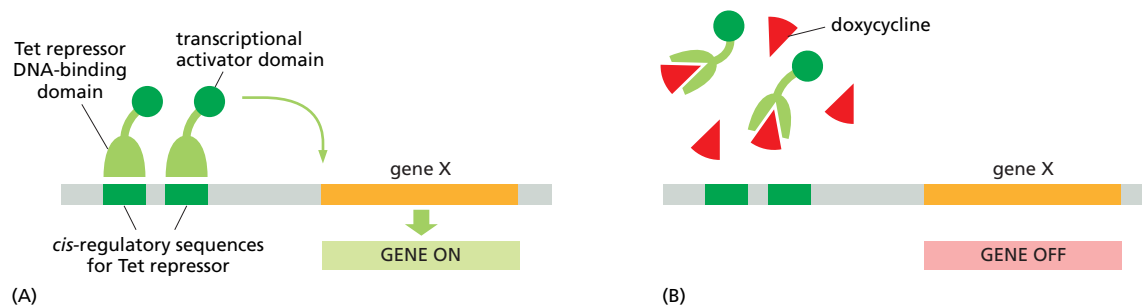 Tet repressor
DNA-binding
domain
transcriptional
activator domain
gene X
cis-regulatory sequences
for Tet repressor
GENE ON
(A)
doxycycline
gene X
GENE OFF
(B)